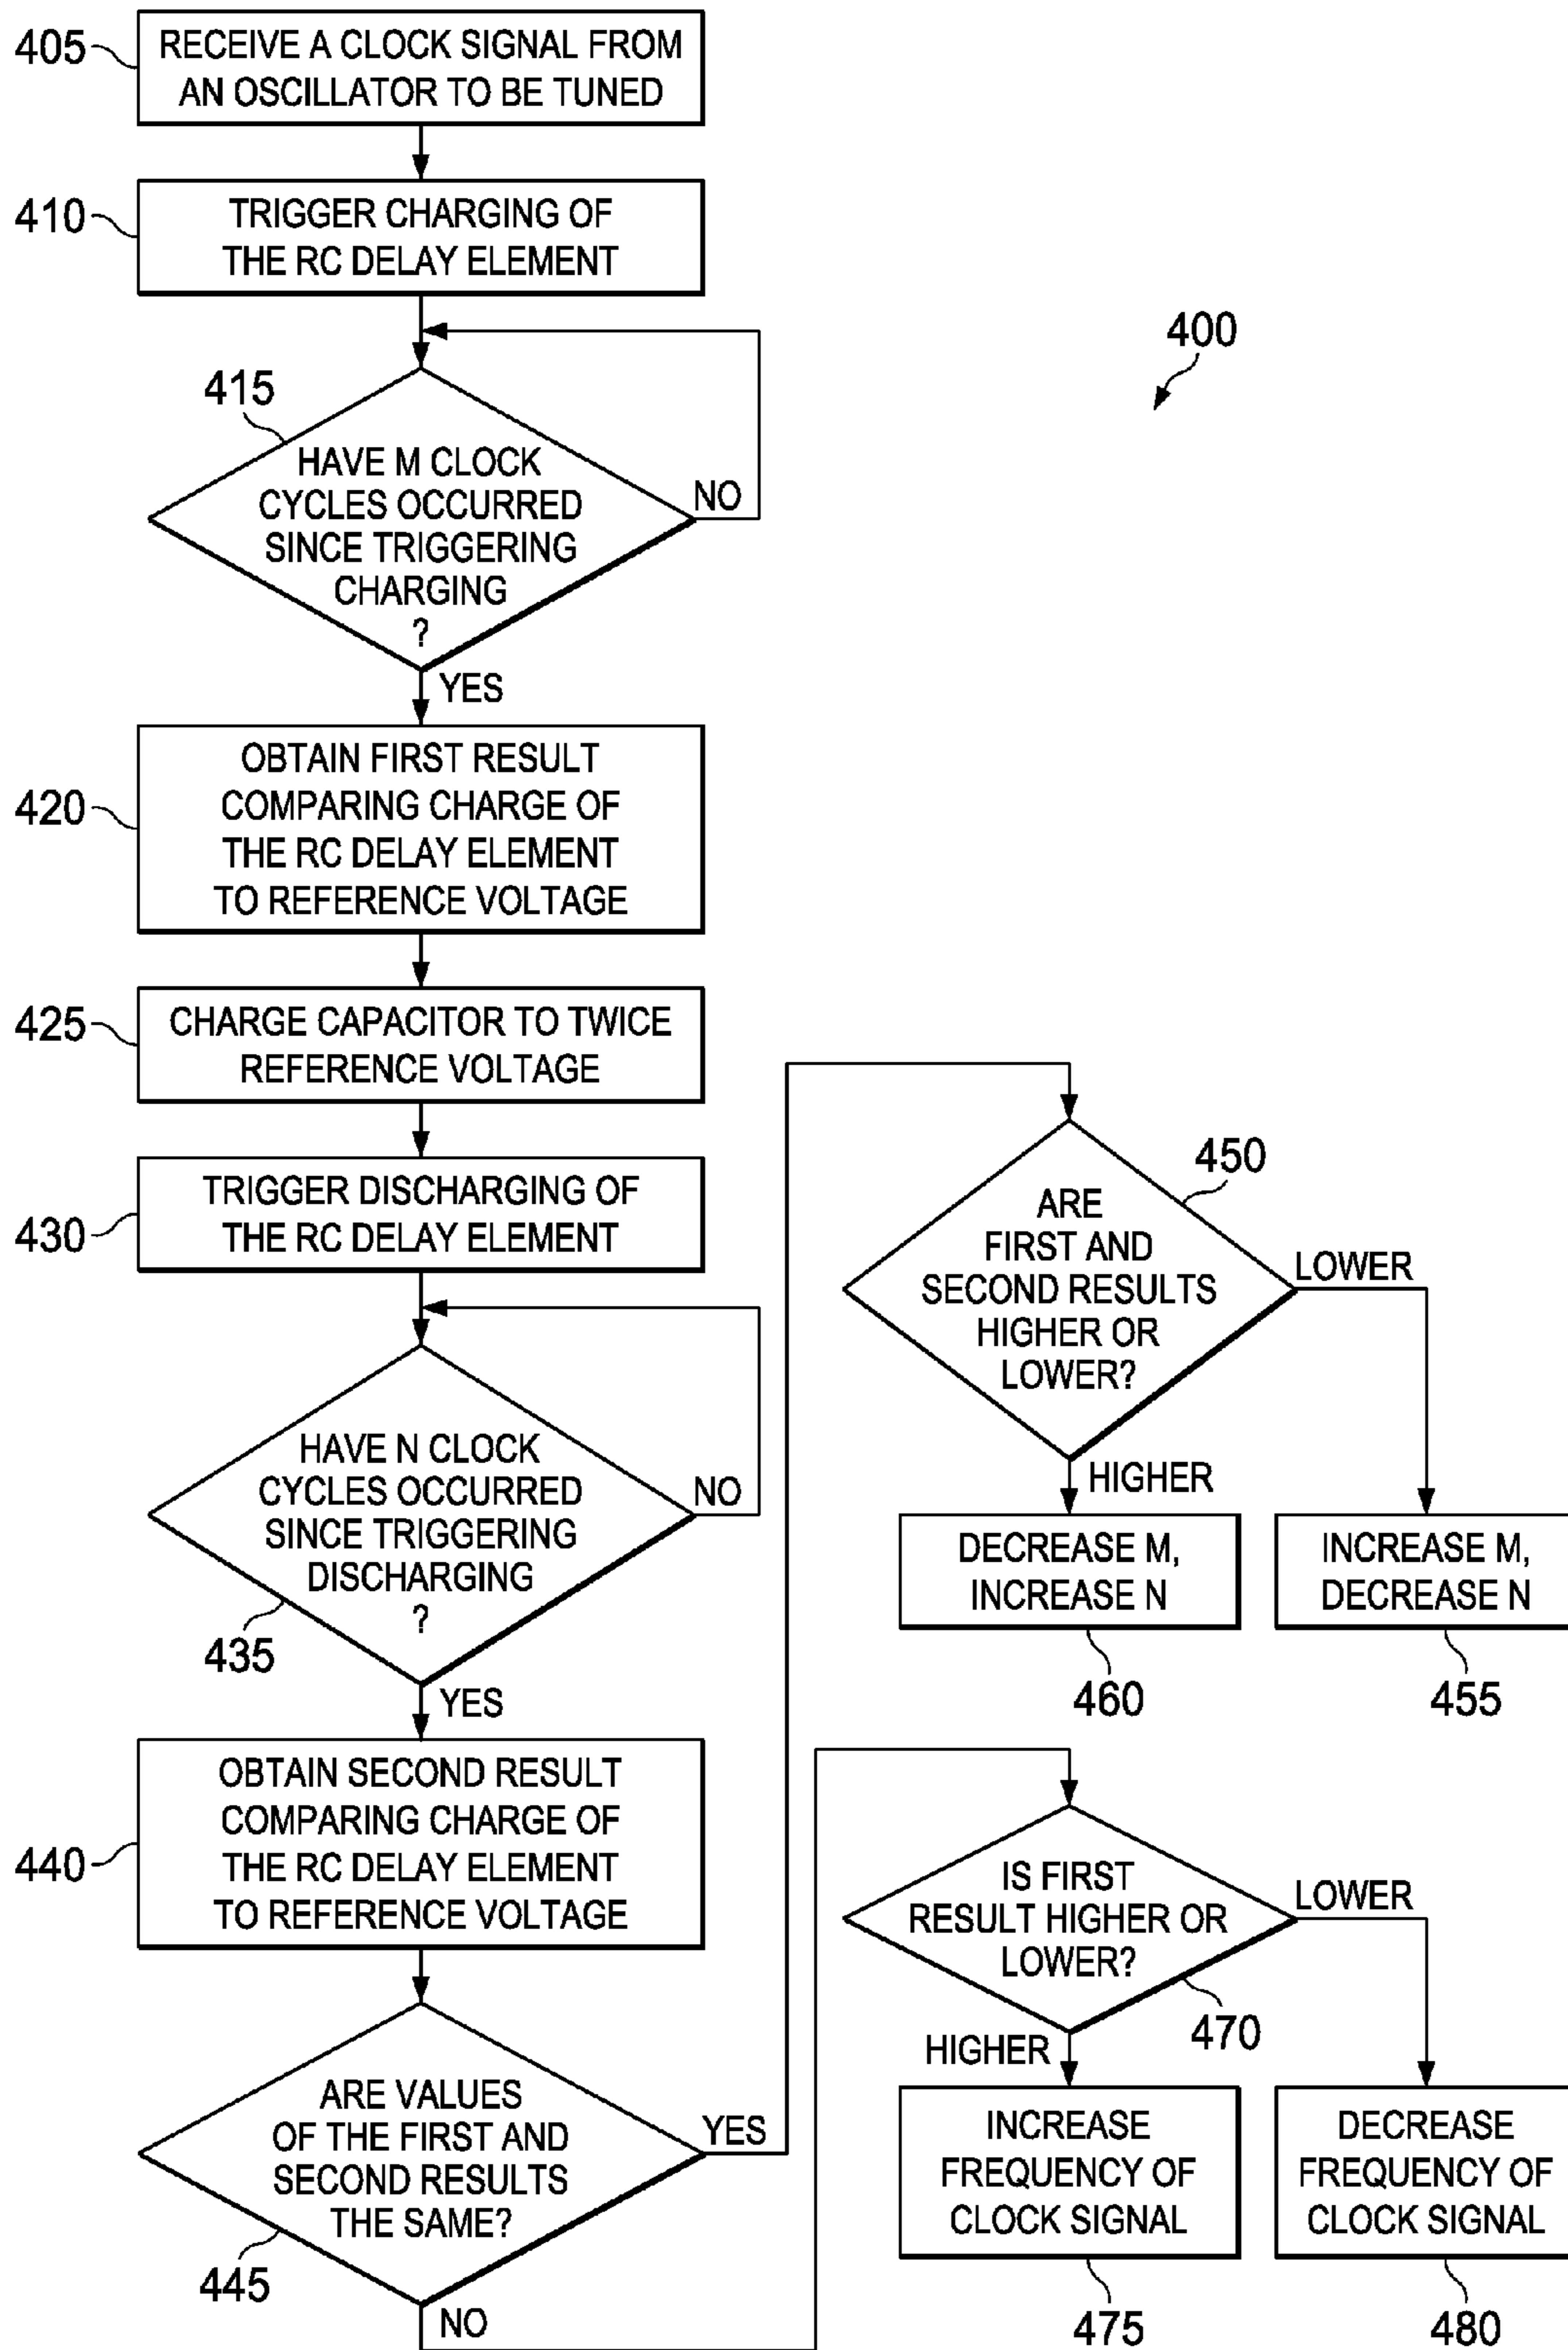 405
RECEIVE A CLOCK SIGNAL FROM
AN OSCILLATOR TO BE TUNED
410
TRIGGER CHARGING OF
THE RC DELAY ELEMENT
400
415
HAVE M CLOCK
CYCLES OCCURRED
SINCE TRIGGERING
CHARGING
?
NO
YES
420
OBTAIN FIRST RESULT
COMPARING CHARGE OF
THE RC DELAY ELEMENT
TO REFERENCE VOLTAGE
425
CHARGE CAPACITOR TO TWICE
REFERENCE VOLTAGE
430
TRIGGER DISCHARGING OF
THE RC DELAY ELEMENT
HAVE N CLOCK
CYCLES OCCURRED
SINCE TRIGGERING
DISCHARGING
?
NO
435
YES
440
OBTAIN SECOND RESULT
COMPARING CHARGE OF
THE RC DELAY ELEMENT
TO REFERENCE VOLTAGE
ARE VALUES
OF THE FIRST AND
SECOND RESULTS
THE SAME?
YES
445
NO
450
ARE
FIRST AND
SECOND RESULTS
HIGHER OR
LOWER?
LOWER
HIGHER
DECREASE M,
INCREASE N
460
INCREASE M,
DECREASE N
455
IS FIRST
RESULT HIGHER OR
LOWER?
LOWER
470
HIGHER
INCREASE
FREQUENCY OF
CLOCK SIGNAL
475
DECREASE
FREQUENCY OF
CLOCK SIGNAL
480